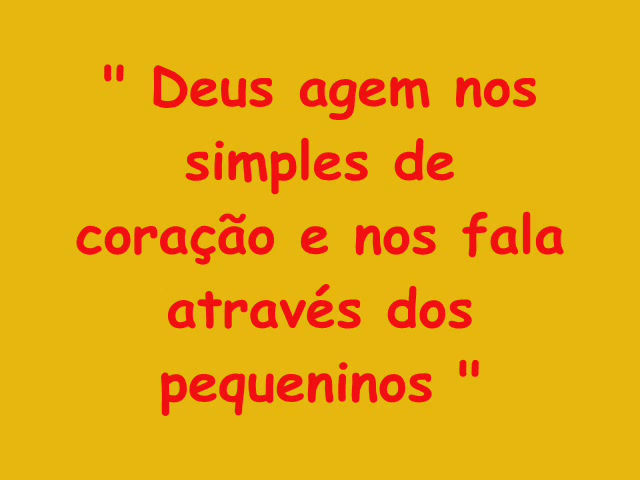 " Deus agem nos
simples de
coração e nos fala
através dos
pequeninos "